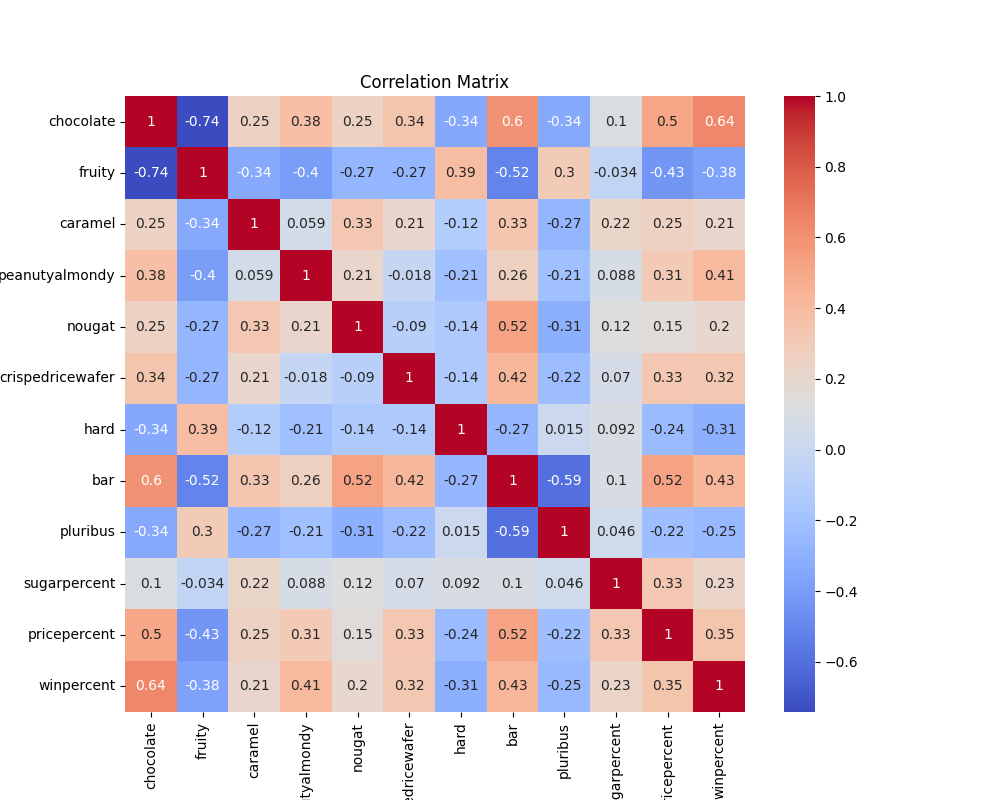 Correlation Matrix
chocolate 1 -0.74 0.25 0.38 0.25 0.34 -0.34 0.6 -0.34 0.1 0.5 0.64
fruity -0.74 1 -0.34 -0.4 -0.27 -0.27 0.39 -0.52 0.3 -0.034 -0.43 -0.38
caramel 0.25 -0.34 1 0.059 0.33 0.21 -0.12 0.33 -0.27 0.22 0.25 0.21
peanutyalmondy 0.38 -0.4 0.059 1 0.21 -0.018 -0.21 0.26 -0.21 0.088 0.31 0.41
nougat 0.25 -0.27 0.33 0.21 1 -0.09 -0.14 0.52 -0.31 0.12 0.15 0.2
crispedricewafer 0.34 -0.27 0.21 -0.018 -0.09 1 -0.14 0.42 -0.22 0.07 0.33 0.32
hard -0.34 0.39 -0.12 -0.21 -0.14 -0.14 1 -0.27 0.015 0.092 -0.24 -0.31
bar 0.6 -0.52 0.33 0.26 0.52 0.42 -0.27 1 -0.59 0.1 0.52 0.43
pluribus -0.34 0.3 -0.27 -0.21 -0.31 -0.22 0.015 -0.59 1 0.046 -0.22 -0.25
sugarpercent 0.1 -0.034 0.22 0.088 0.12 0.07 0.092 0.1 0.046 1 0.33 0.23
pricepercent 0.5 -0.43 0.25 0.31 0.15 0.33 -0.24 0.52 -0.22 0.33 1 0.35
winpercent 0.64 -0.38 0.21 0.41 0.2 0.32 -0.31 0.43 -0.25 0.23 0.35 1
chocolate
fruity
caramel
utyalmondy
nougat
edricewafer
hard
bar
pluribus
garpercent
ricepercent
winpercent
1.0
0.8
0.6
0.4
0.2
0.0
−0.2
−0.4
−0.6